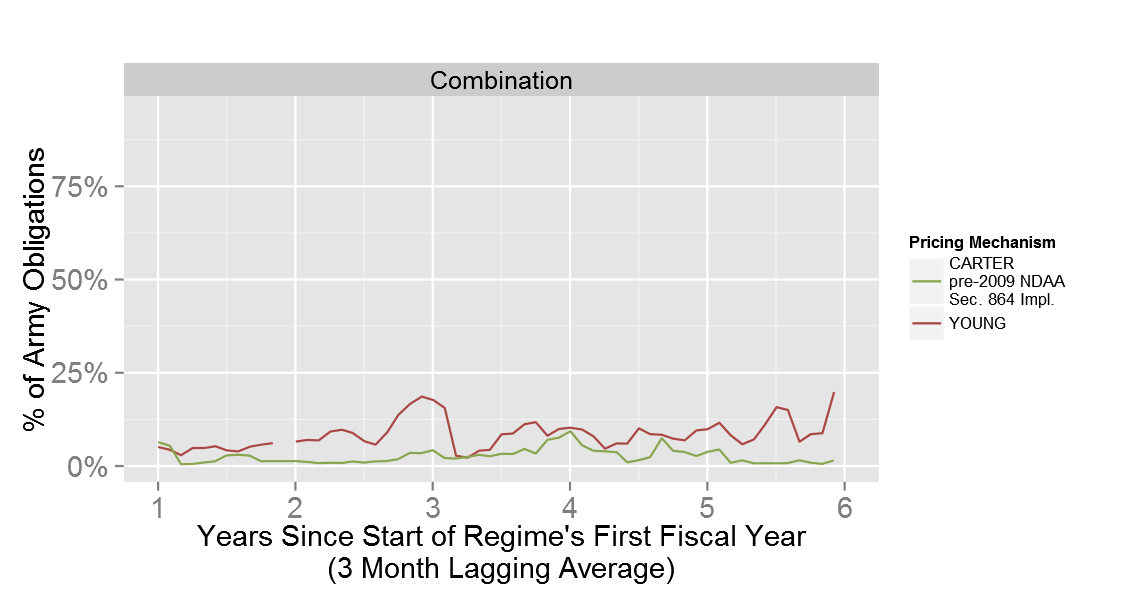 Combination
% of Army Obligations
75%
50%
25%
0%
1 2 3 4 5 6
Years Since Start of Regime's First Fiscal Year
(3 Month Lagging Average)
Pricing Mechanism
CARTER
pre-2009 NDAA
Sec. 864 Impl.
YOUNG